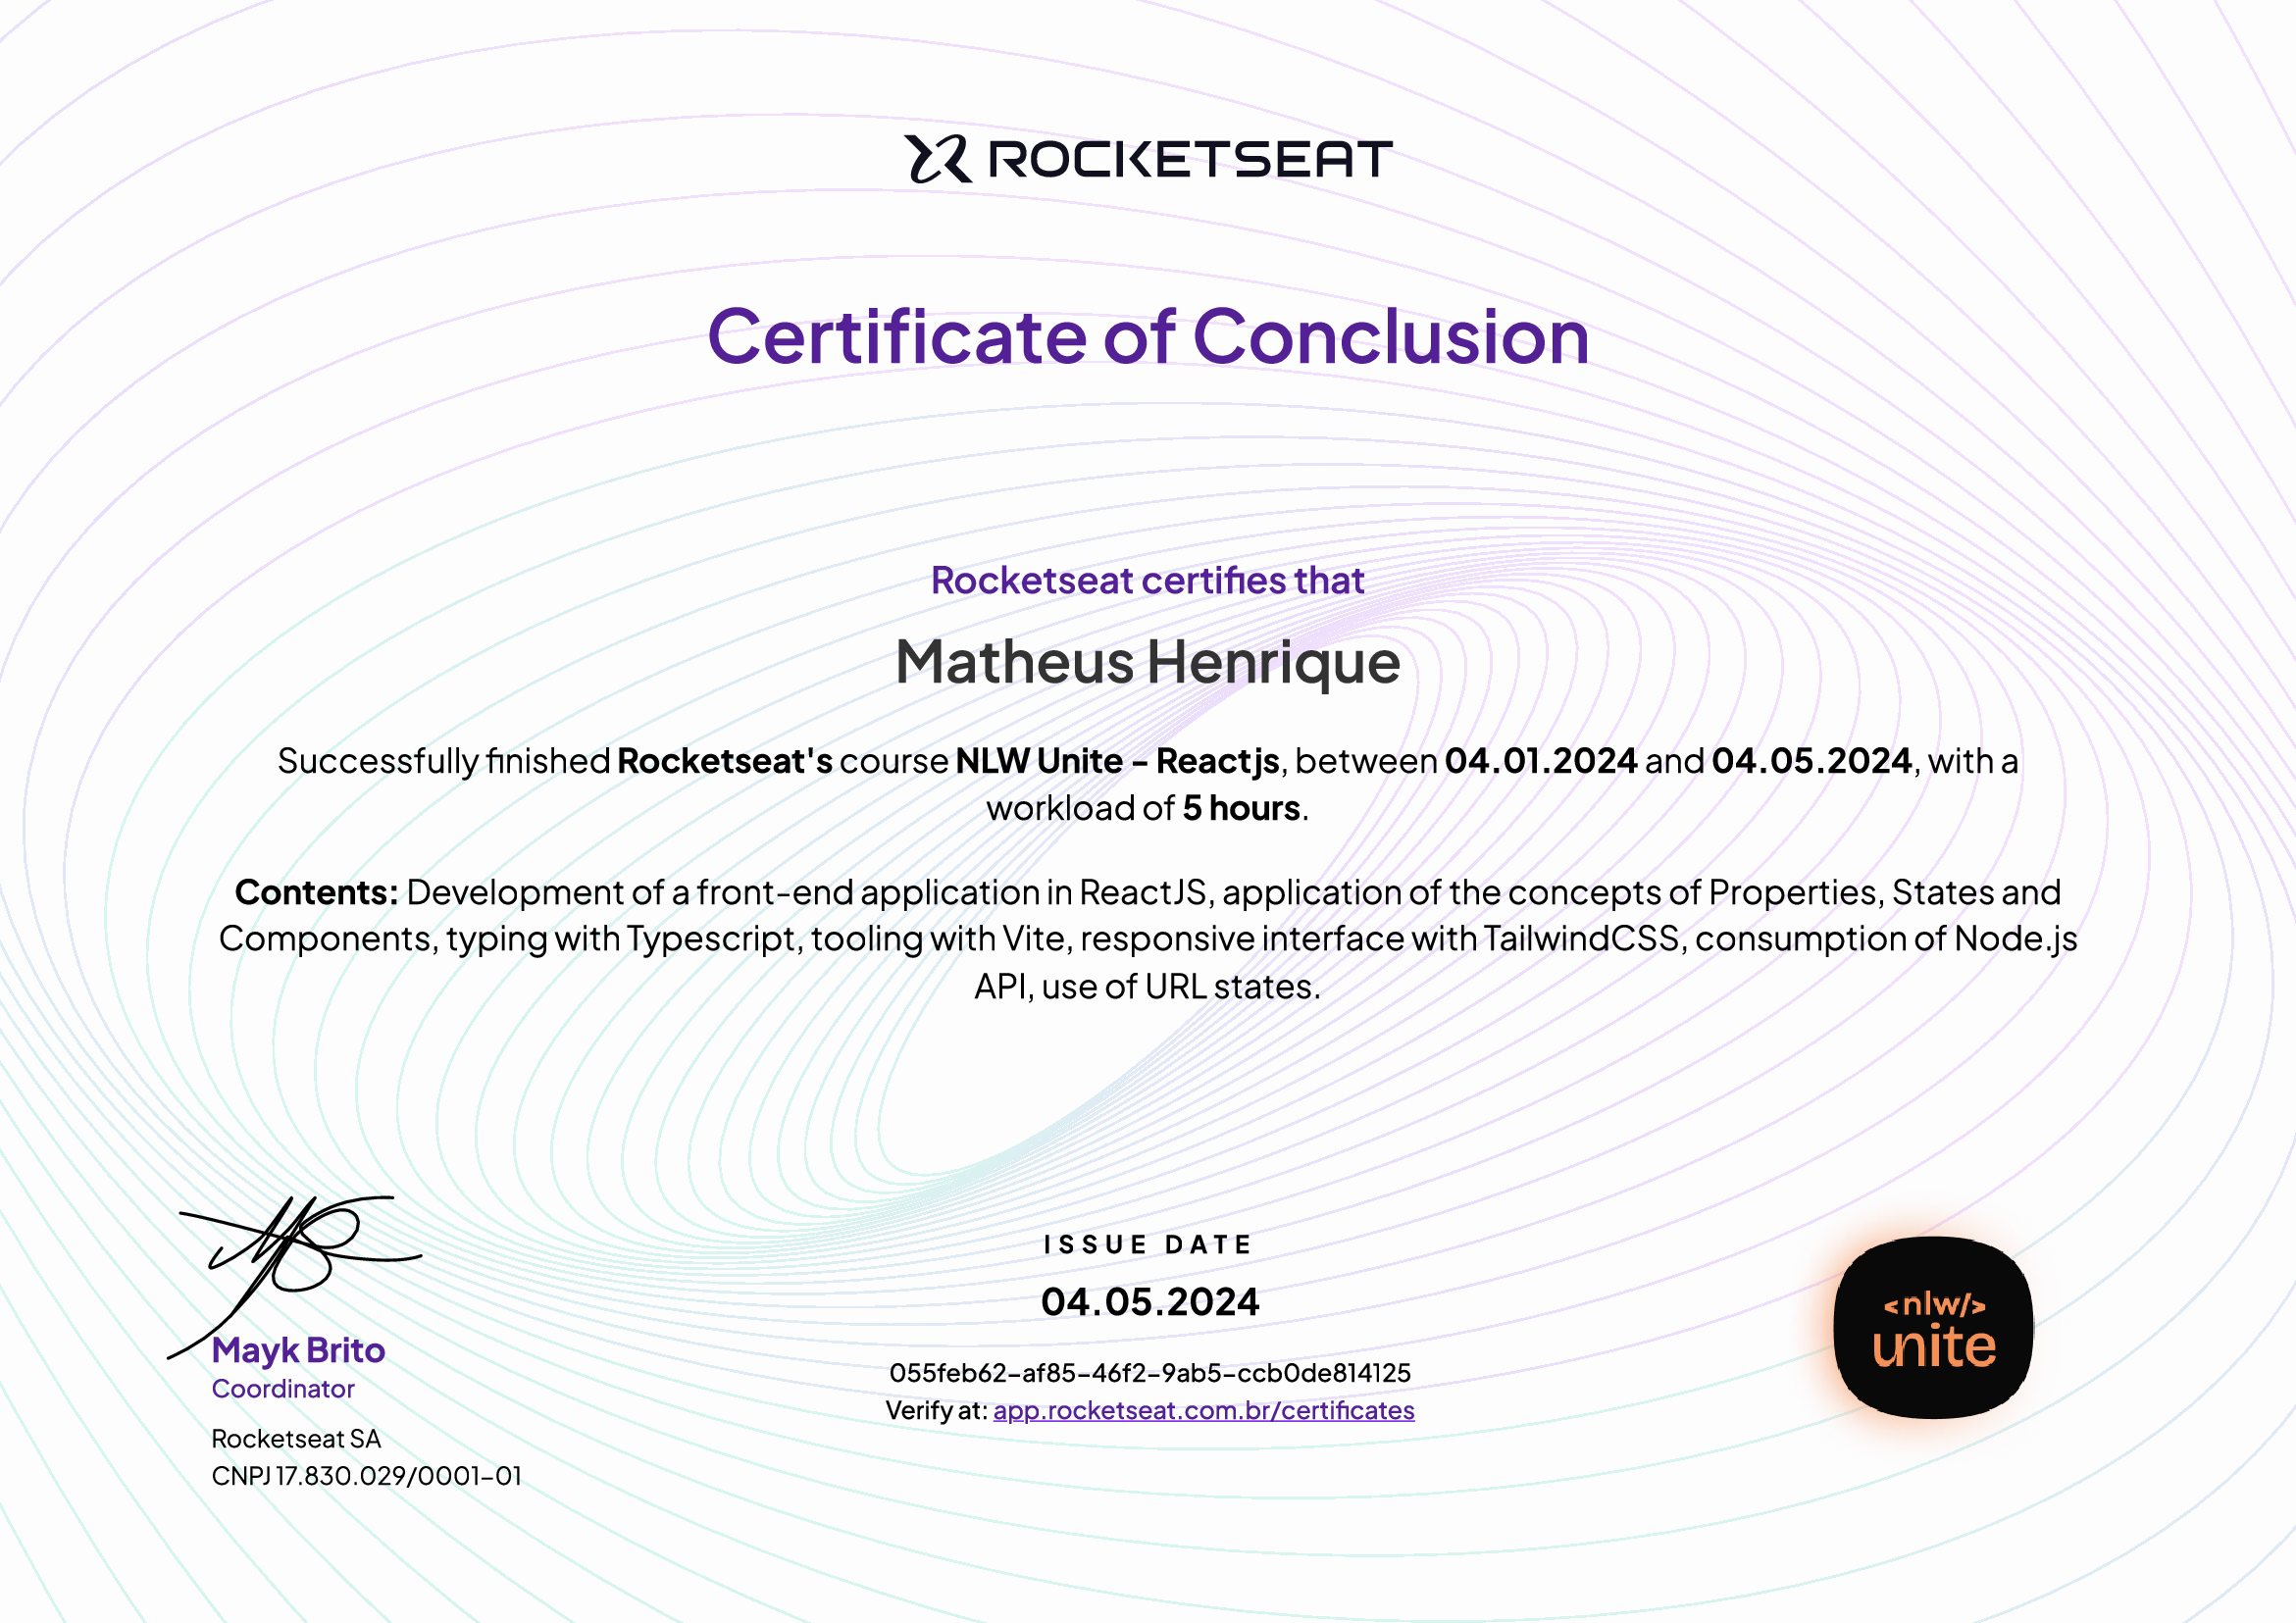 ROCKETSEAT
Certificate of Conclusion
Rocketseat certifies that
Matheus Henrique
Successfully finished Rocketseat's course NLW Unite - Reactjs, between 04.01.2024 and 04.05.2024, with a
workload of 5 hours.
Contents: Development of a front-end application in ReactJS, application of the concepts of Properties, States and
Components, typing with Typescript, tooling with Vite, responsive interface with TailwindCSS, consumption of Node.js
API, use of URL states.
Mayk Brito
Coordinator
Rocketseat SA
CNPJ 17.830.029/0001-01
ISSUE DATE
04.05.2024
055feb62-af85-46f2-9ab5-ccb0de814125
Verify at: app.rocketseat.com.br/certificates
<nlw/>
unite